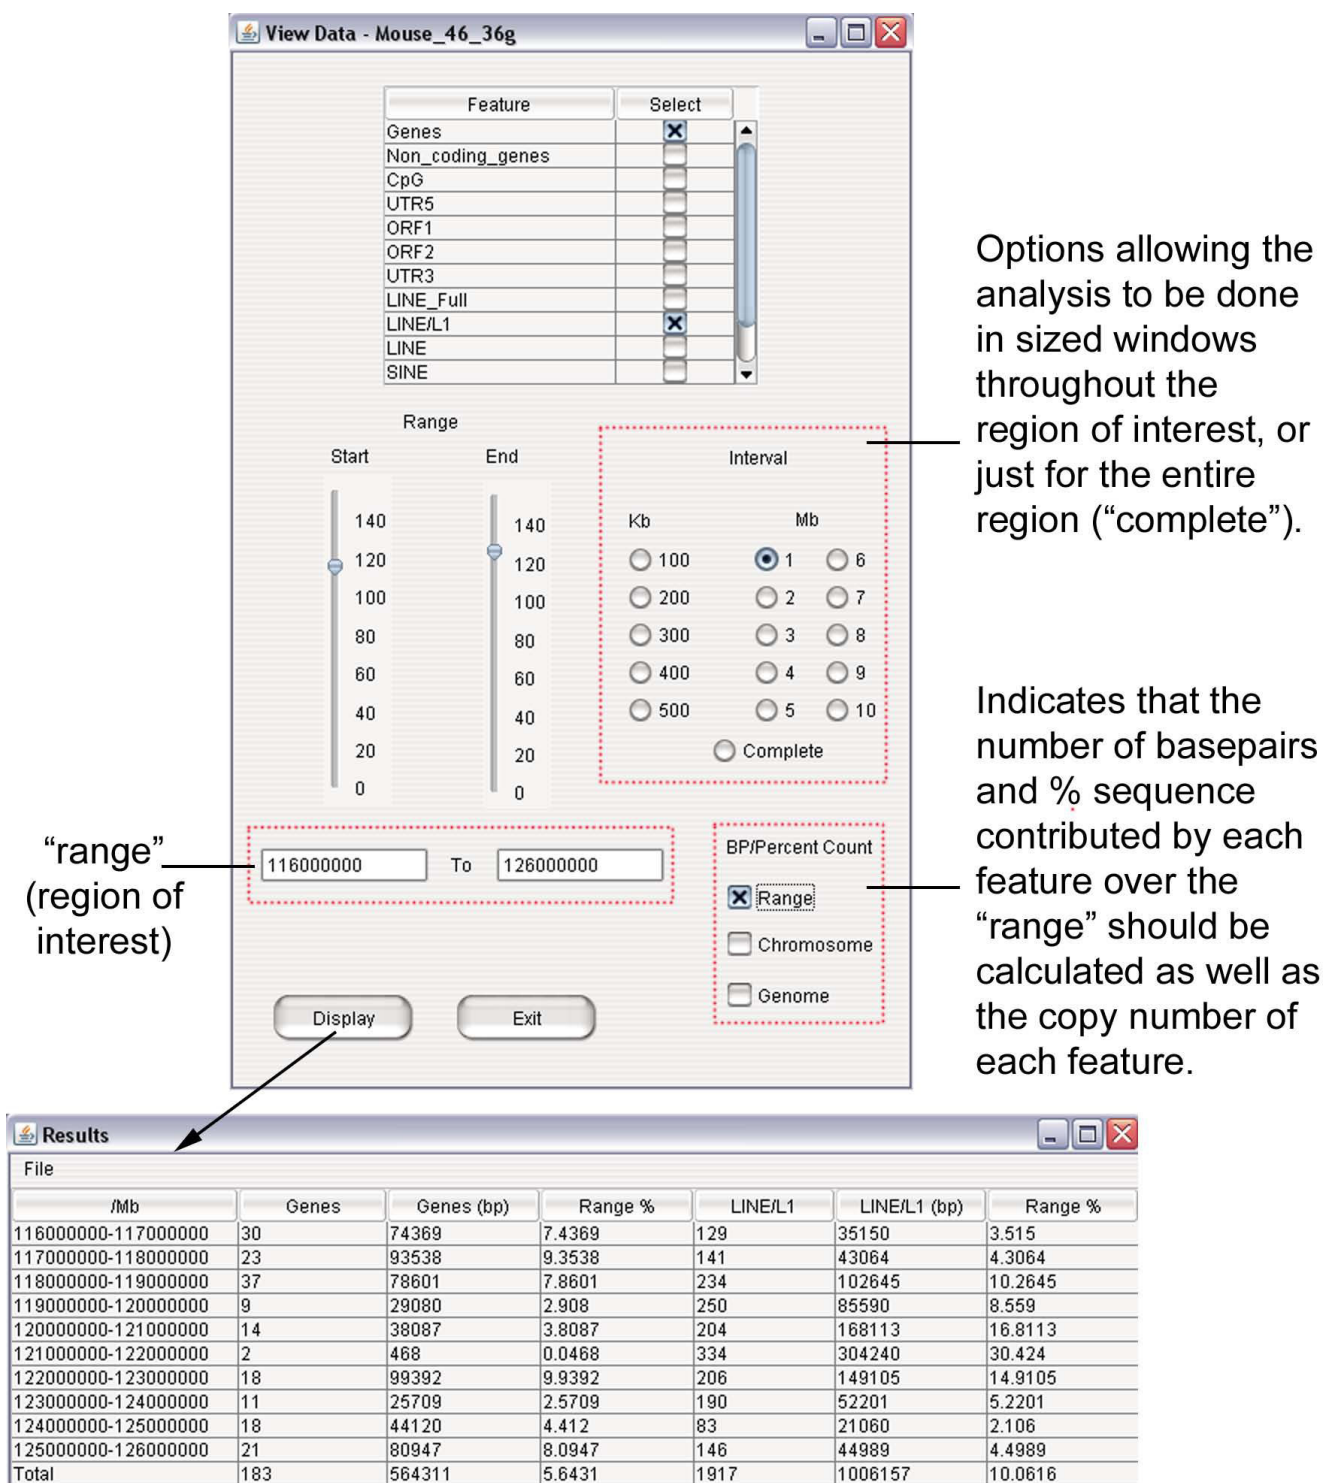 View Data - Mouse_46_36g
Feature Select
Genes
Non_coding_genes
CpG
UTR5
ORF1
ORF2
UTR3
LINE_Full
LINE/L1
LINE
SINE
Options allowing the
analysis to be done
in sized windows
throughout the
region of interest, or
just for the entire
region (“complete”).
Range
Start End
140 140
120 120
100 100
80 80
60 60
40 40
20 20
0 0
Interval
Kb Mb
100 1 6
200 2 7
300 3 8
400 4 9
500 5 10
Complete
“range”
(region of
interest)
116000000 To 126000000
BP/Percent Count
Range
Chromosome
Genome
Indicates that the
number of basepairs
and % sequence
contributed by each
feature over the
“range” should be
calculated as well as
the copy number of
each feature.
Display Exit
Results
File
/Mb Genes Genes (bp) Range % LINE/L1 LINE/L1 (bp) Range %
116000000-117000000 30 74369 7.4369 129 35150 3.515
117000000-118000000 23 93538 9.3538 141 43064 4.3064
118000000-119000000 37 78601 7.8601 234 102645 10.2645
119000000-120000000 9 29080 2.908 250 85590 8.559
120000000-121000000 14 38087 3.8087 204 168113 16.8113
121000000-122000000 2 468 0.0468 334 304240 30.424
122000000-123000000 18 99392 9.9392 206 149105 14.9105
123000000-124000000 11 25709 2.5709 190 52201 5.2201
124000000-125000000 18 44120 4.412 83 21060 2.106
125000000-126000000 21 80947 8.0947 146 44989 4.4989
Total 183 564311 5.6431 1917 1006157 10.0616